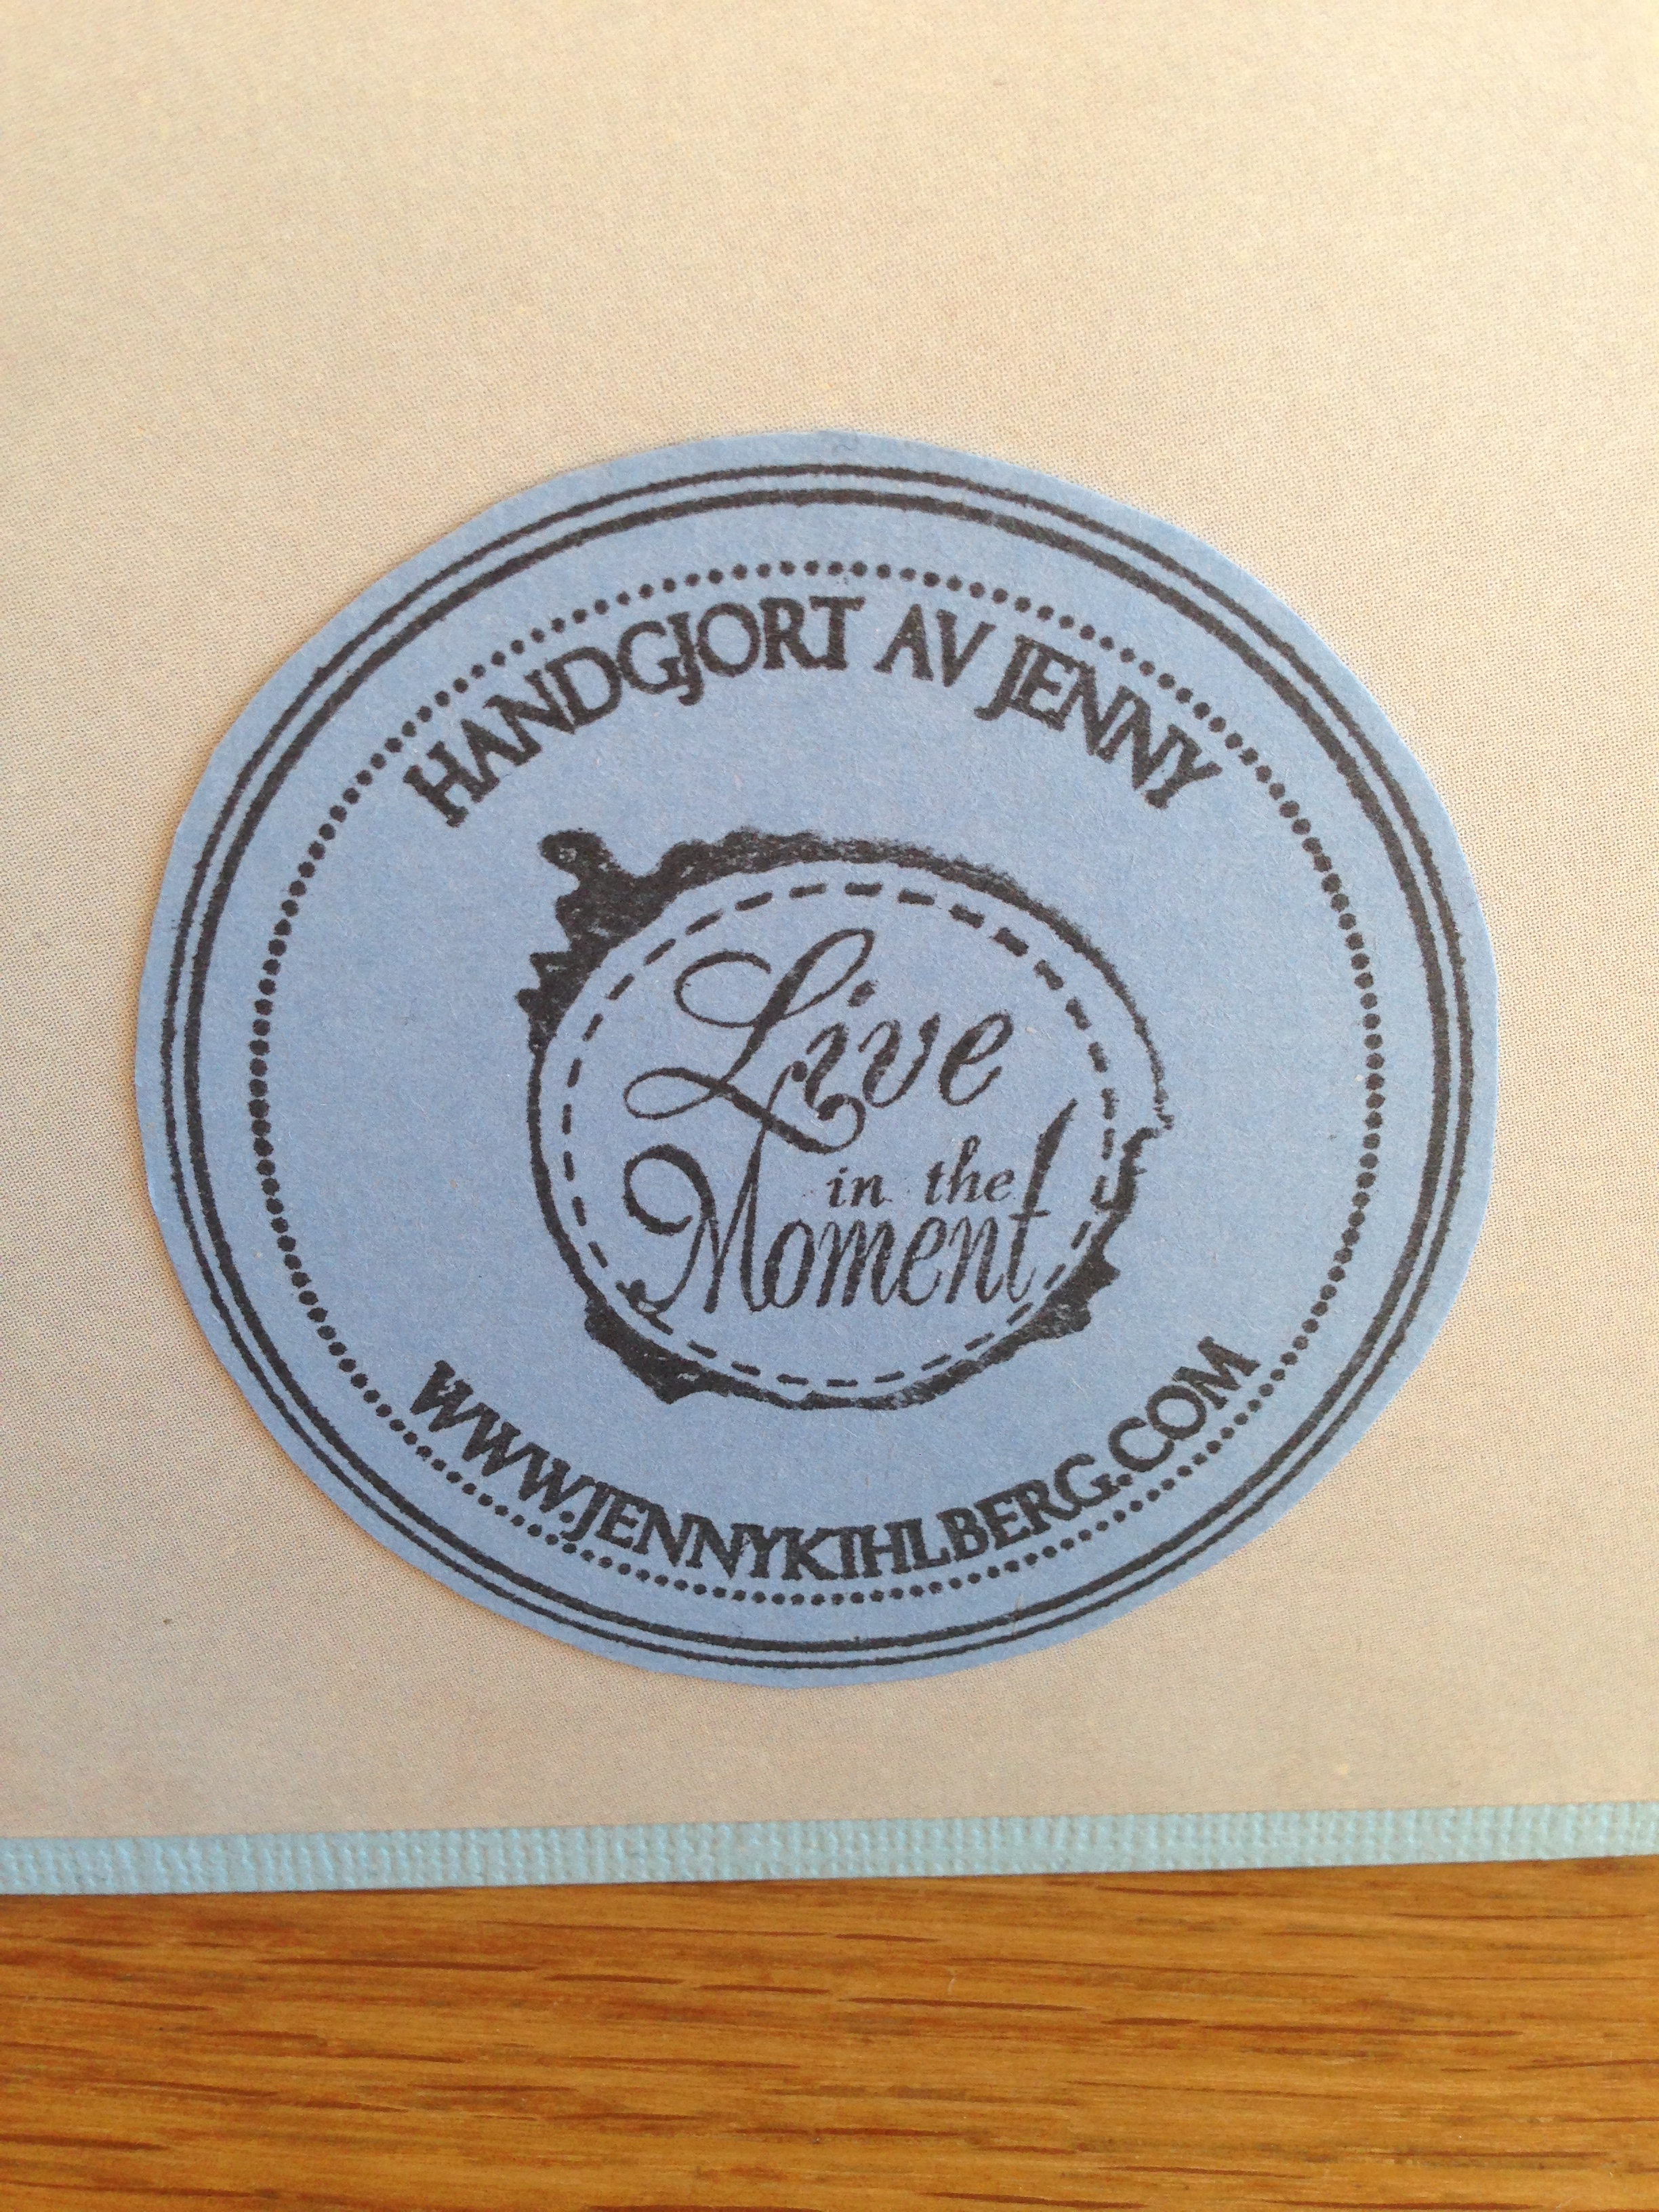 HANDGJORT AV JENNY
Live
in the
Moment
WWW.JENNYKIHLBERG.COM